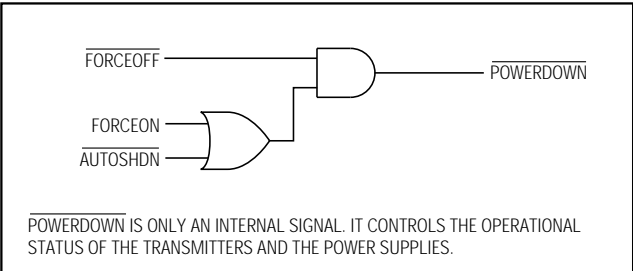 FORCEOFF
POWERDOWN
FORCEON
AUTOSHDN
POWERDOWN IS ONLY AN INTERNAL SIGNAL. IT CONTROLS THE OPERATIONAL
STATUS OF THE TRANSMITTERS AND THE POWER SUPPLIES.